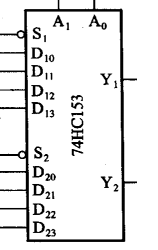 A₁ A₀
S₁
D₁₀
D₁₁
Y₁
D₁₂
D₁₃
74HC153
S₂
D₂₀
Y₂
D₂₁
D₂₂
D₂₃